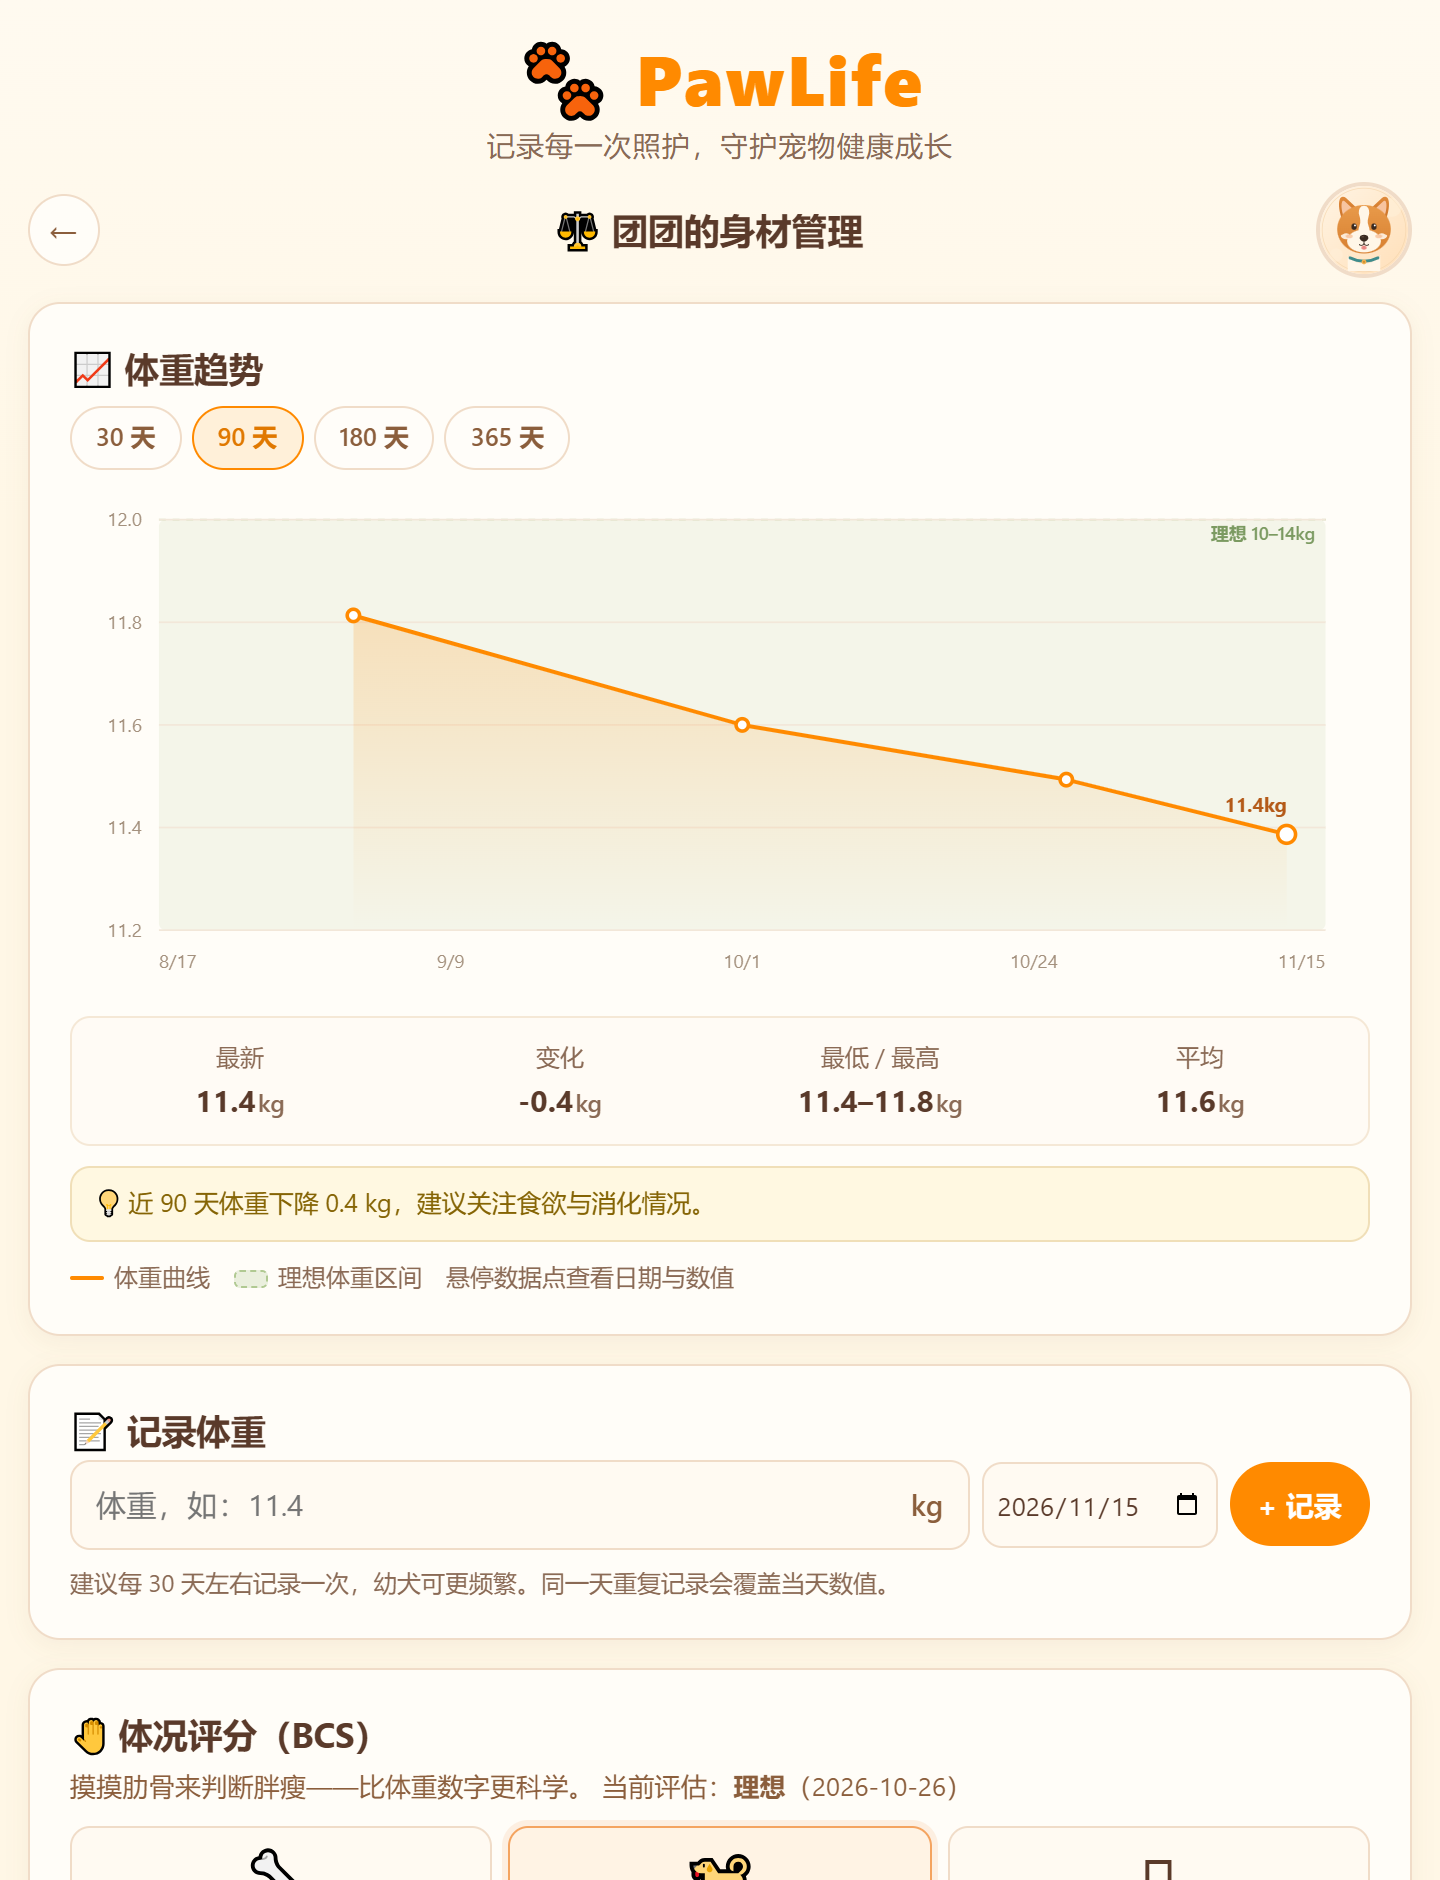 PawLife
记录每一次照护，守护宠物健康成长
←
团团的身材管理
体重趋势
30 天
90 天
180 天
365 天
12.0
理想 10–14kg
11.8
11.6
11.4kg
11.4
11.2
8/17
9/9
10/1
10/24
11/15
最新
变化
最低 / 最高
平均
11.4kg
-0.4kg
11.4–11.8kg
11.6kg
近 90 天体重下降 0.4 kg，建议关注食欲与消化情况。
体重曲线
理想体重区间
悬停数据点查看日期与数值
记录体重
体重，如：11.4
kg
2026/11/15
+ 记录
建议每 30 天左右记录一次，幼犬可更频繁。同一天重复记录会覆盖当天数值。
体况评分（BCS）
摸摸肋骨来判断胖瘦——比体重数字更科学。 当前评估：理想（2026-10-26）